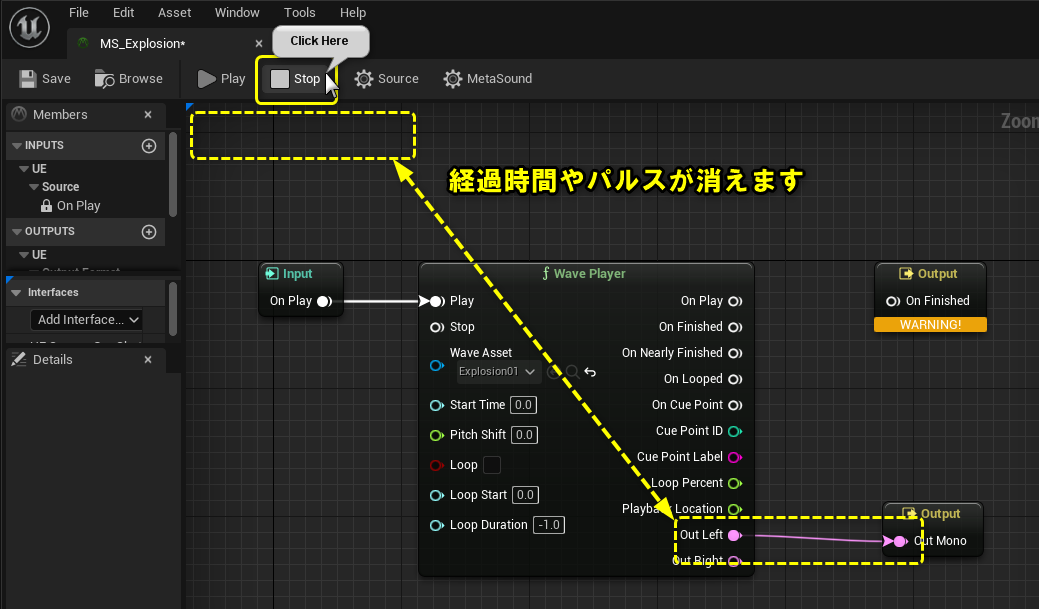 File Edit Asset Window Tools Help
MS_Explosion*
Click Here
Save Browse Play Stop Source MetaSound
Members
INPUTS
UE
Source
On Play
OUTPUTS
UE
Output Format
Interfaces
Add Interface...
Details
Zoom
経過時間やパルスが消えます
Input
On Play
Wave Player
Play
Stop
Wave Asset
Explosion01
Start Time 0.0
Pitch Shift 0.0
Loop
Loop Start 0.0
Loop Duration -1.0
On Play
On Finished
On Nearly Finished
On Looped
On Cue Point
Cue Point ID
Cue Point Label
Loop Percent
Playback Location
Out Left
Out Right
Output
On Finished
WARNING!
Output
Out Mono